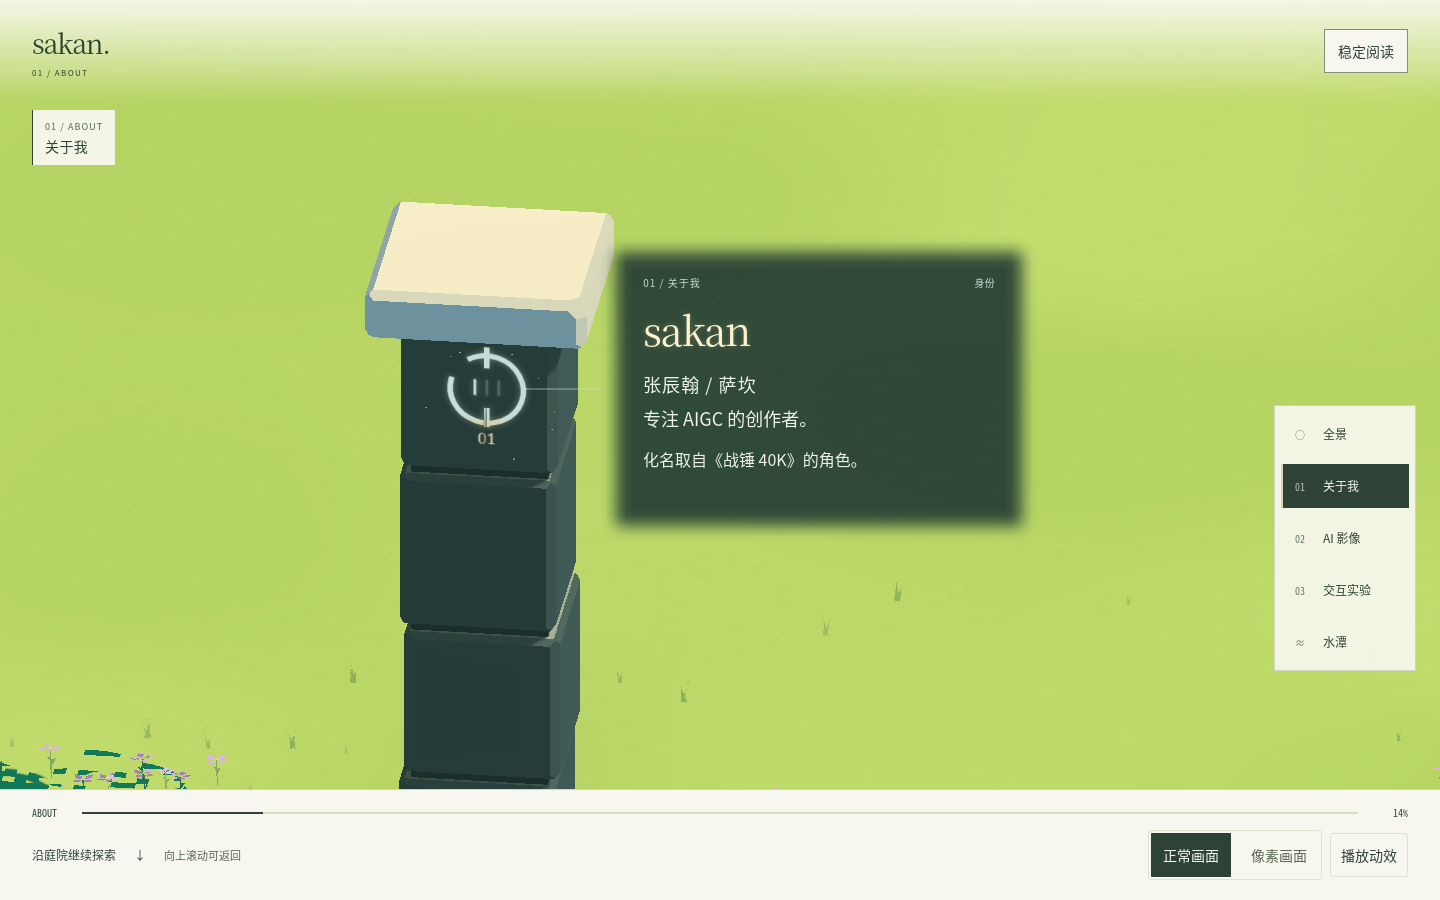 sakan.
01 / ABOUT
稳定阅读
01 / ABOUT
关于我
01 / 关于我
身份
sakan
张辰翰 / 萨坎
专注 AIGC 的创作者。
化名取自《战锤 40K》的角色。
01
全景
01 关于我
02 AI 影像
03 交互实验
≈ 水潭
ABOUT
14%
沿庭院继续探索 ↓ 向上滚动可返回
正常画面
像素画面
播放动效